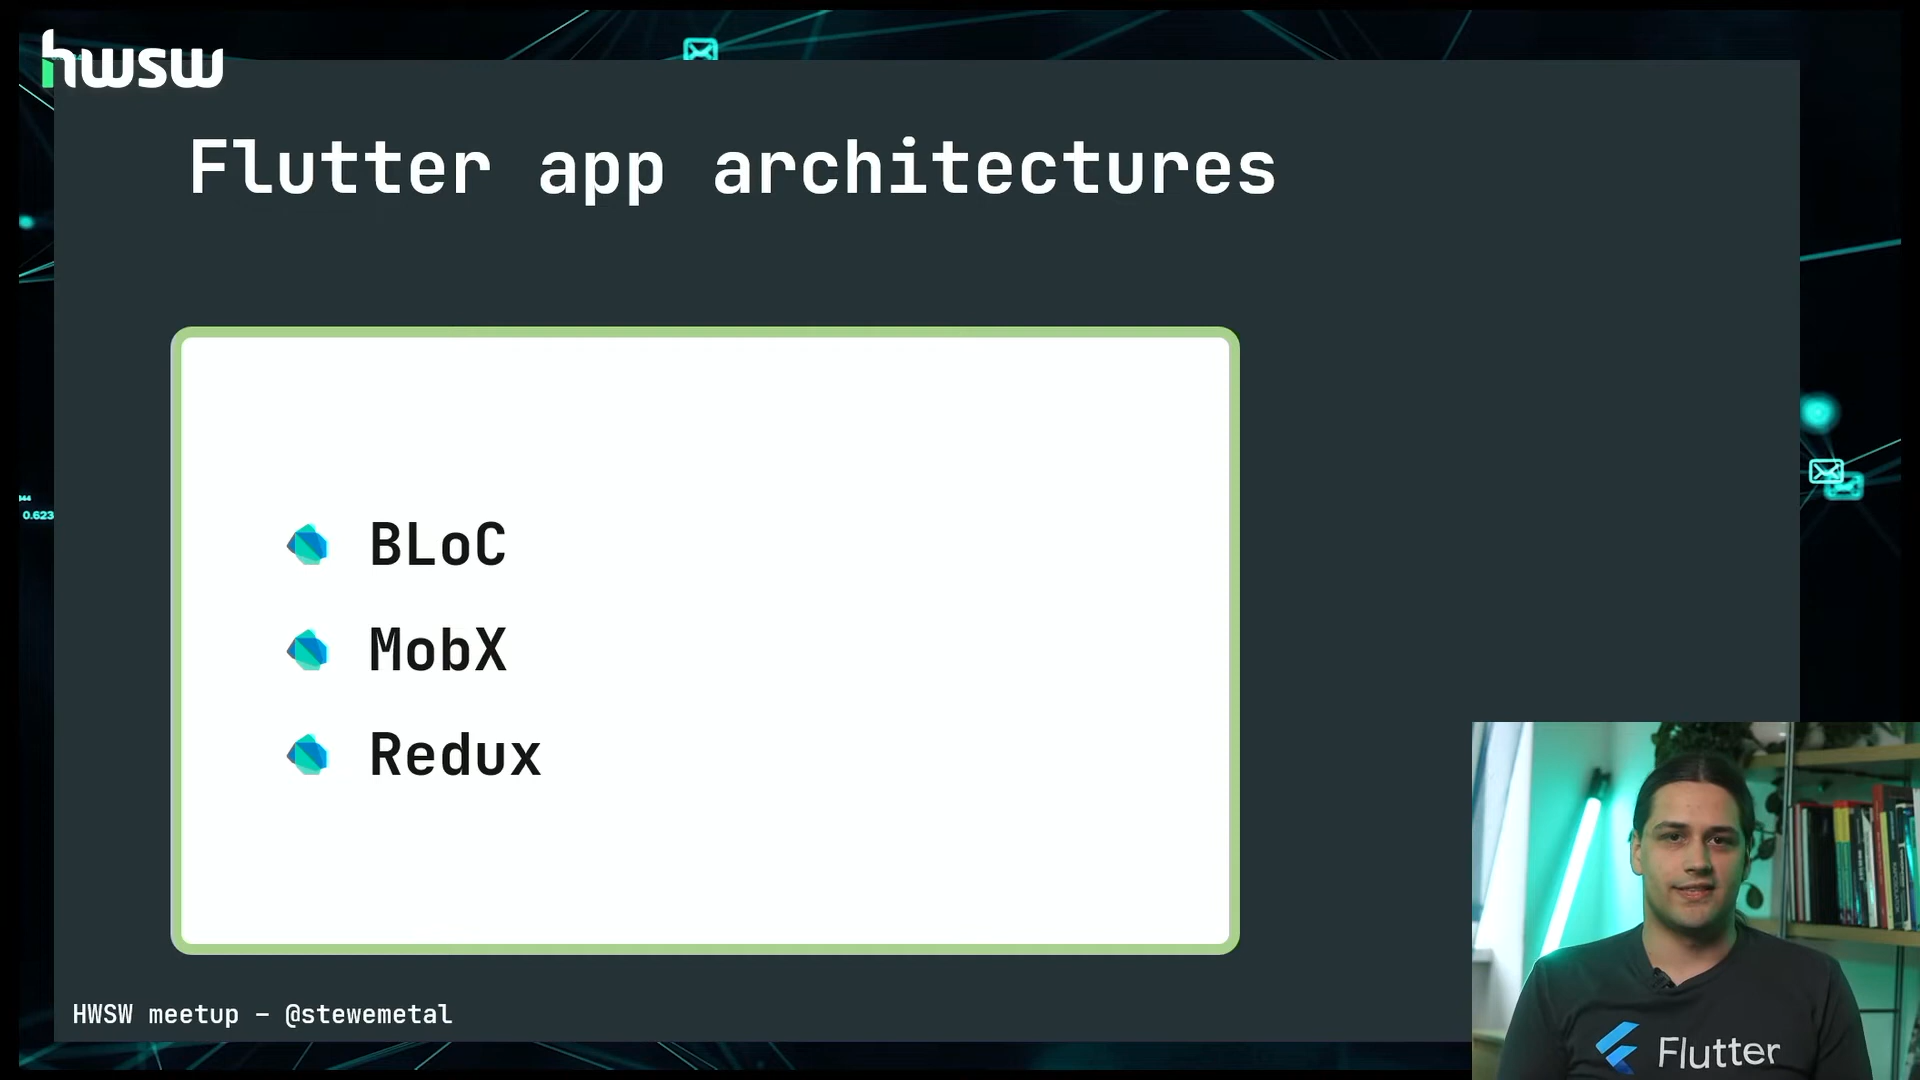 hwsw
Flutter app architectures
0.623
BLoC
MobX
Redux
HWSW meetup – @stewemetal
Flutter